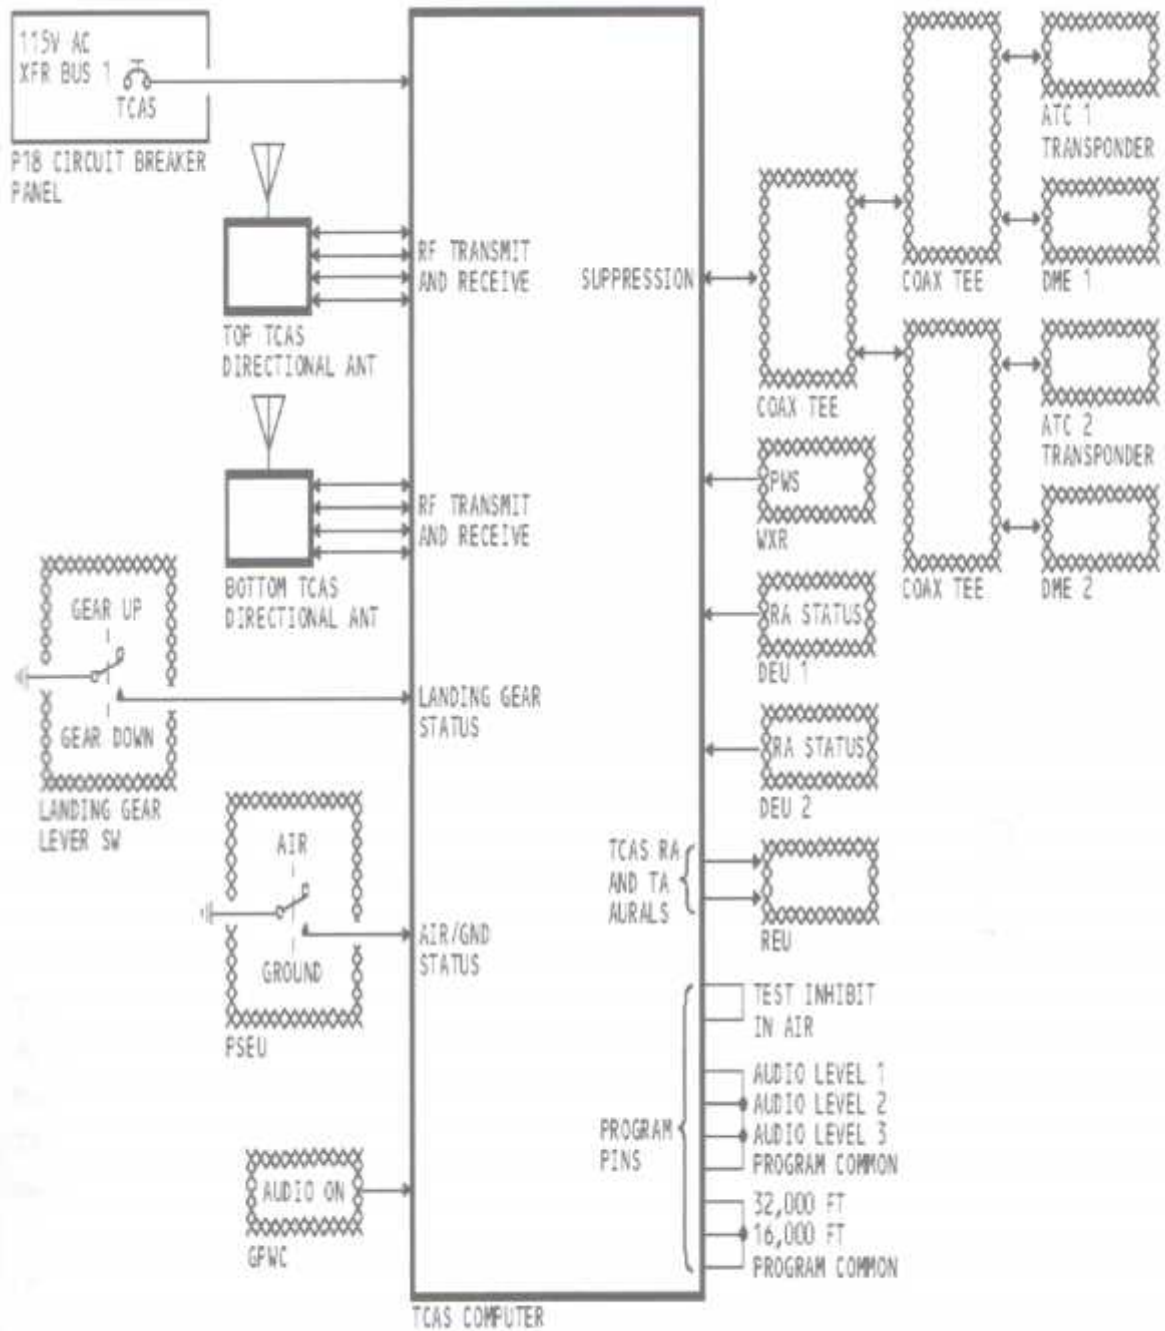 115V AC
XFR BUS 1
TCAS
P18 CIRCUIT BREAKER
PANEL
TOP TCAS
DIRECTIONAL ANT
RF TRANSMIT
AND RECEIVE
BOTTOM TCAS
DIRECTIONAL ANT
RF TRANSMIT
AND RECEIVE
GEAR UP
GEAR DOWN
LANDING GEAR
LEVER SW
LANDING GEAR
STATUS
AIR
GROUND
PSEU
AIR/GND
STATUS
AUDIO ON
GPWC
TCAS COMPUTER
SUPPRESSION
COAX TEE
COAX TEE
ATC 1
TRANSPONDER
DME 1
COAX TEE
ATC 2
TRANSPONDER
DME 2
PWS
WXR
RA STATUS
DEU 1
RA STATUS
DEU 2
TCAS RA
AND TA
AURALS
REU
PROGRAM
PINS
TEST INHIBIT
IN AIR
AUDIO LEVEL 1
AUDIO LEVEL 2
AUDIO LEVEL 3
PROGRAM COMMON
32,000 FT
16,000 FT
PROGRAM COMMON